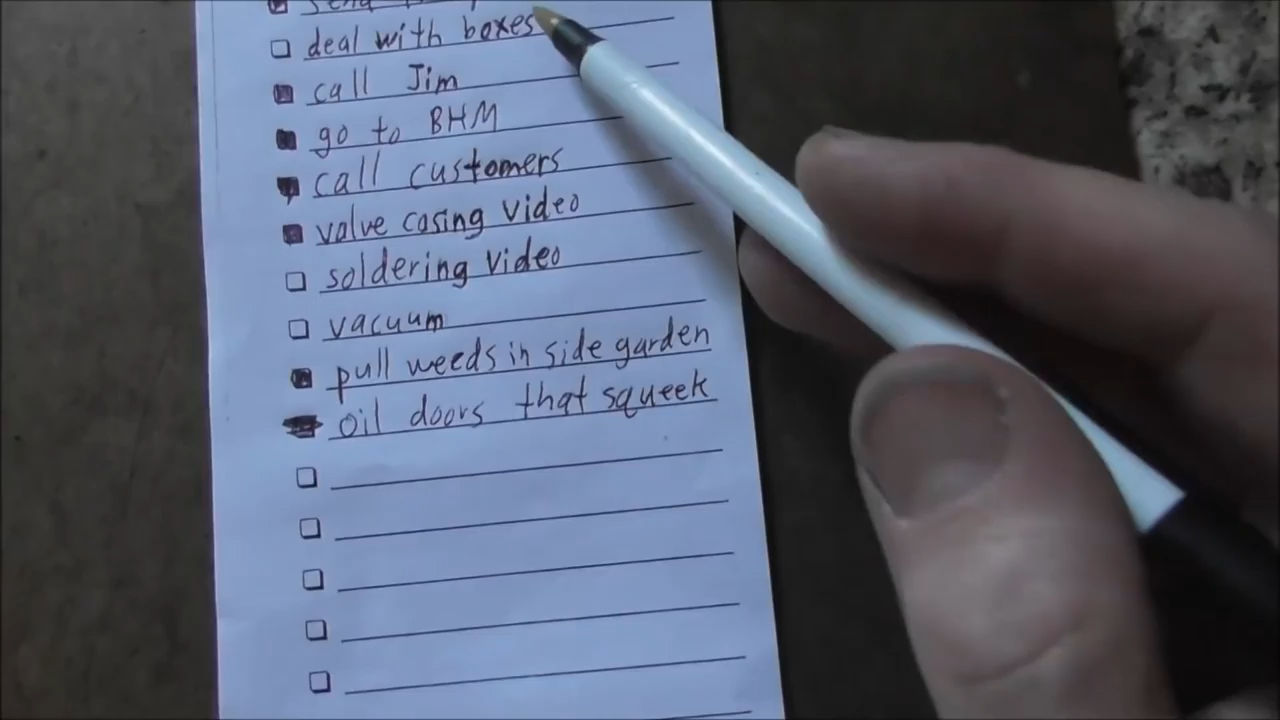 send
deal with boxes
call Jim
go to BHM
call customers
valve casing video
soldering video
vacuum
pull weeds in side garden
oil doors that squeek